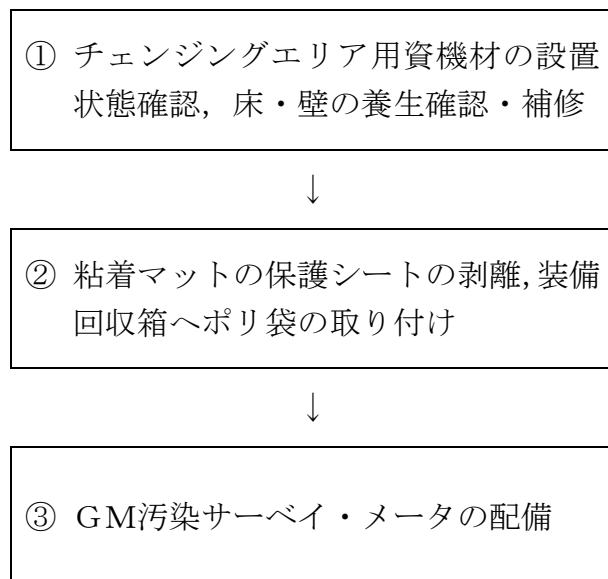 ① チェンジングエリア用資機材の設置
状態確認，床・壁の養生確認・補修
↓
② 粘着マットの保護シートの剥離，装備
回収箱へポリ袋の取り付け
↓
③ ＧＭ汚染サーベイ・メータの配備